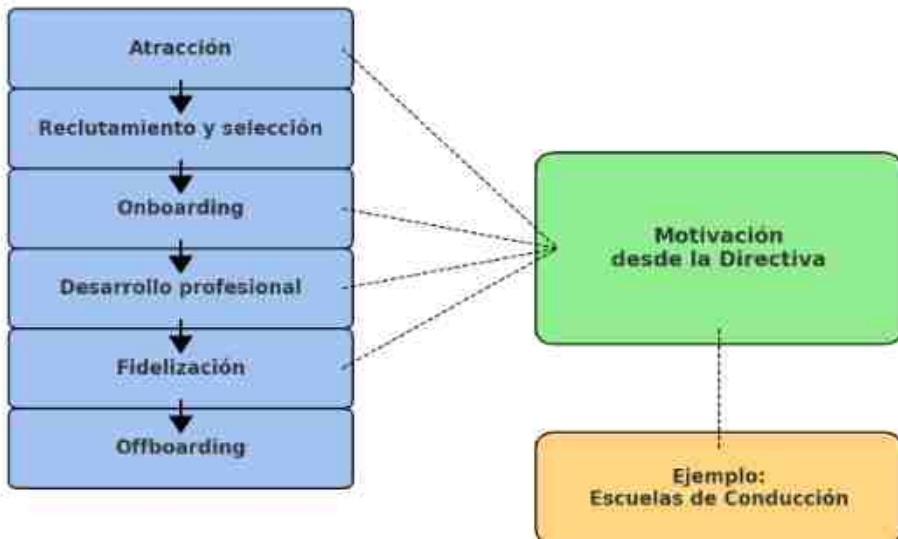 Atracción
Reclutamiento y selección
Onboarding
Desarrollo profesional
Fidelización
Offboarding
Motivación
desde la Directiva
Ejemplo:
Escuelas de Conducción